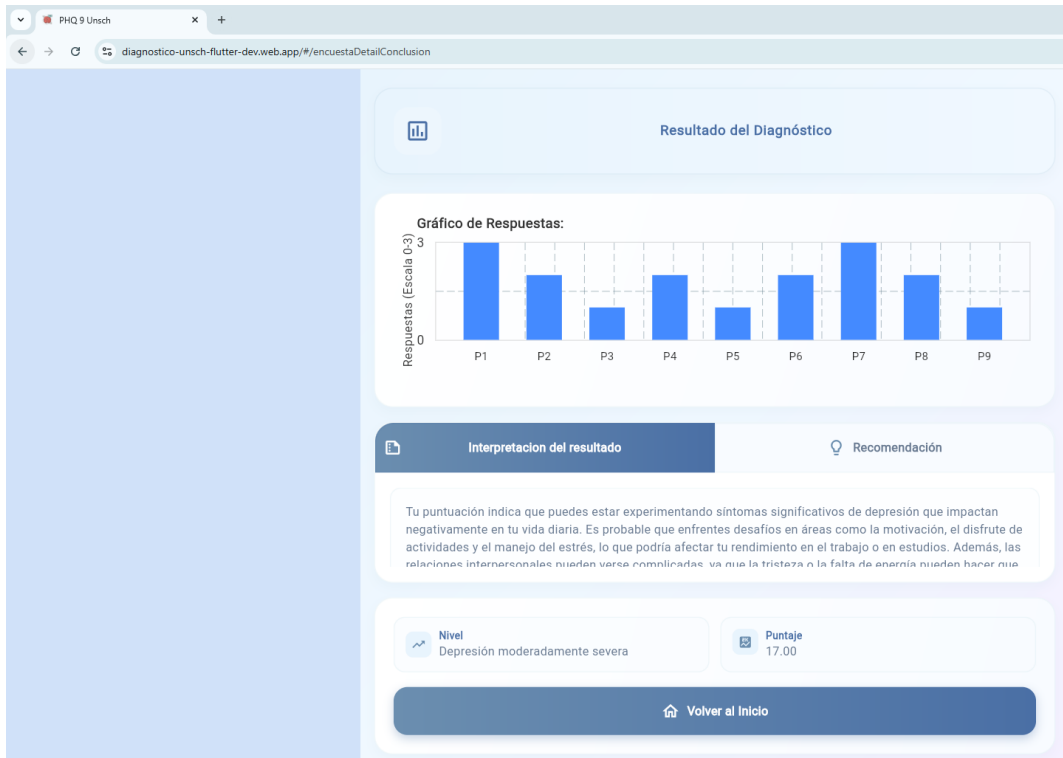 PHQ 9 Unsch
diagnostico-unsch-flutter-dev.web.app/#/encuestaDetailConclusion
Resultado del Diagnóstico
Gráfico de Respuestas:
Respuestas (Escala 0-3)
3
0
P1 P2 P3 P4 P5 P6 P7 P8 P9
Interpretacion del resultado
Recomendación
Tu puntuación indica que puedes estar experimentando síntomas significativos de depresión que impactan
negativamente en tu vida diaria. Es probable que enfrentes desafíos en áreas como la motivación, el disfrute de
actividades y el manejo del estrés, lo que podría afectar tu rendimiento en el trabajo o en estudios. Además, las
relaciones interpersonales pueden verse complicadas, ya que la tristeza o la falta de energía pueden hacer que
Nivel
Depresión moderadamente severa
Puntaje
17.00
Volver al Inicio